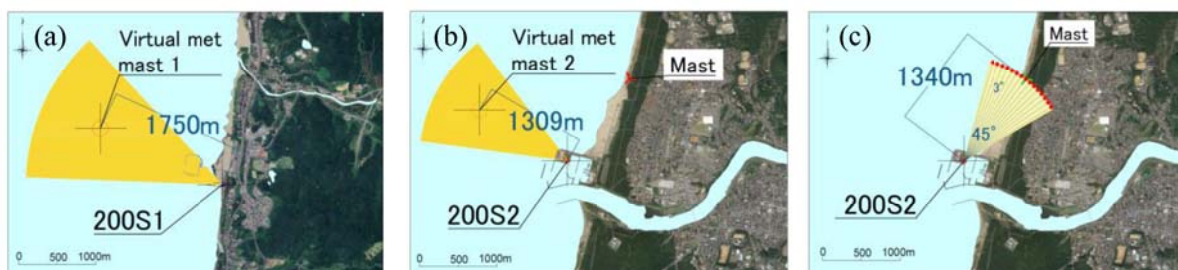 (a)
Virtual met
mast 1
1750m
200S1
0 500 1000m
(b)
Virtual met
mast 2
Mast
1309m
200S2
0 500 1000m
(c)
Mast
1340m
3°
45°
200S2
0 500 1000m